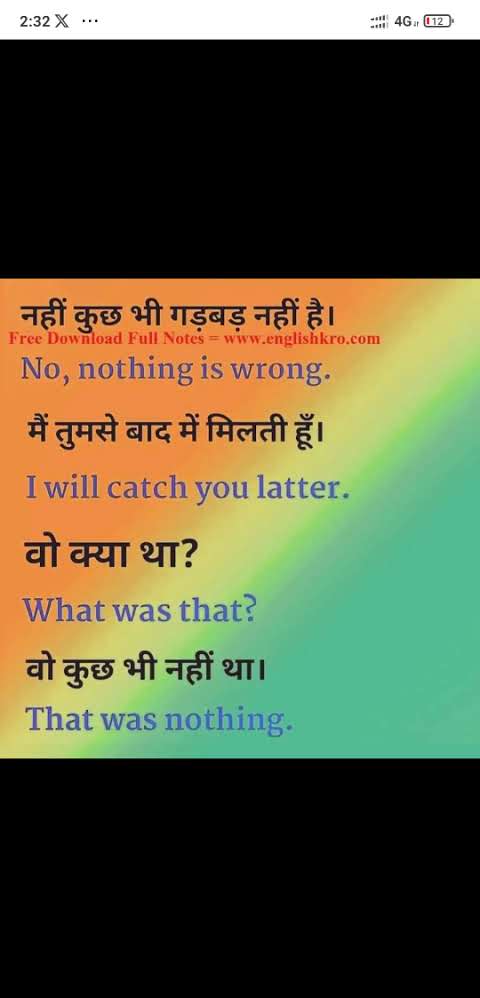 2:32 X ...
4G 12
नहीं कुछ भी गड़बड़ नहीं है।
Free Download Full Notes = www.englishkro.com
No, nothing is wrong.
मैं तुमसे बाद में मिलती हूँ।
I will catch you latter.
वो क्या था?
What was that?
वो कुछ भी नहीं था।
That was nothing.